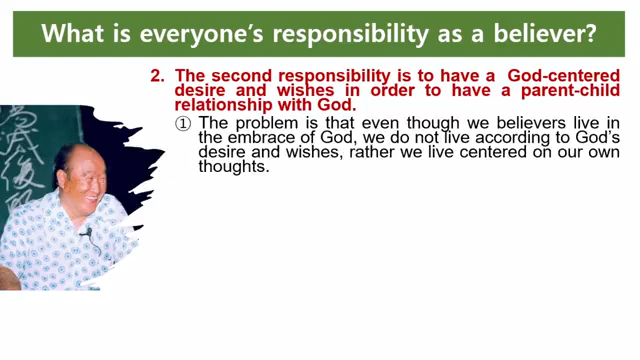 What is everyone's responsibility as a believer?
2. The second responsibility is to have a God-centered
desire and wishes in order to have a parent-child
relationship with God.
① The problem is that even though we believers live in
the embrace of God, we do not live according to God's
desire and wishes, rather we live centered on our own
thoughts.